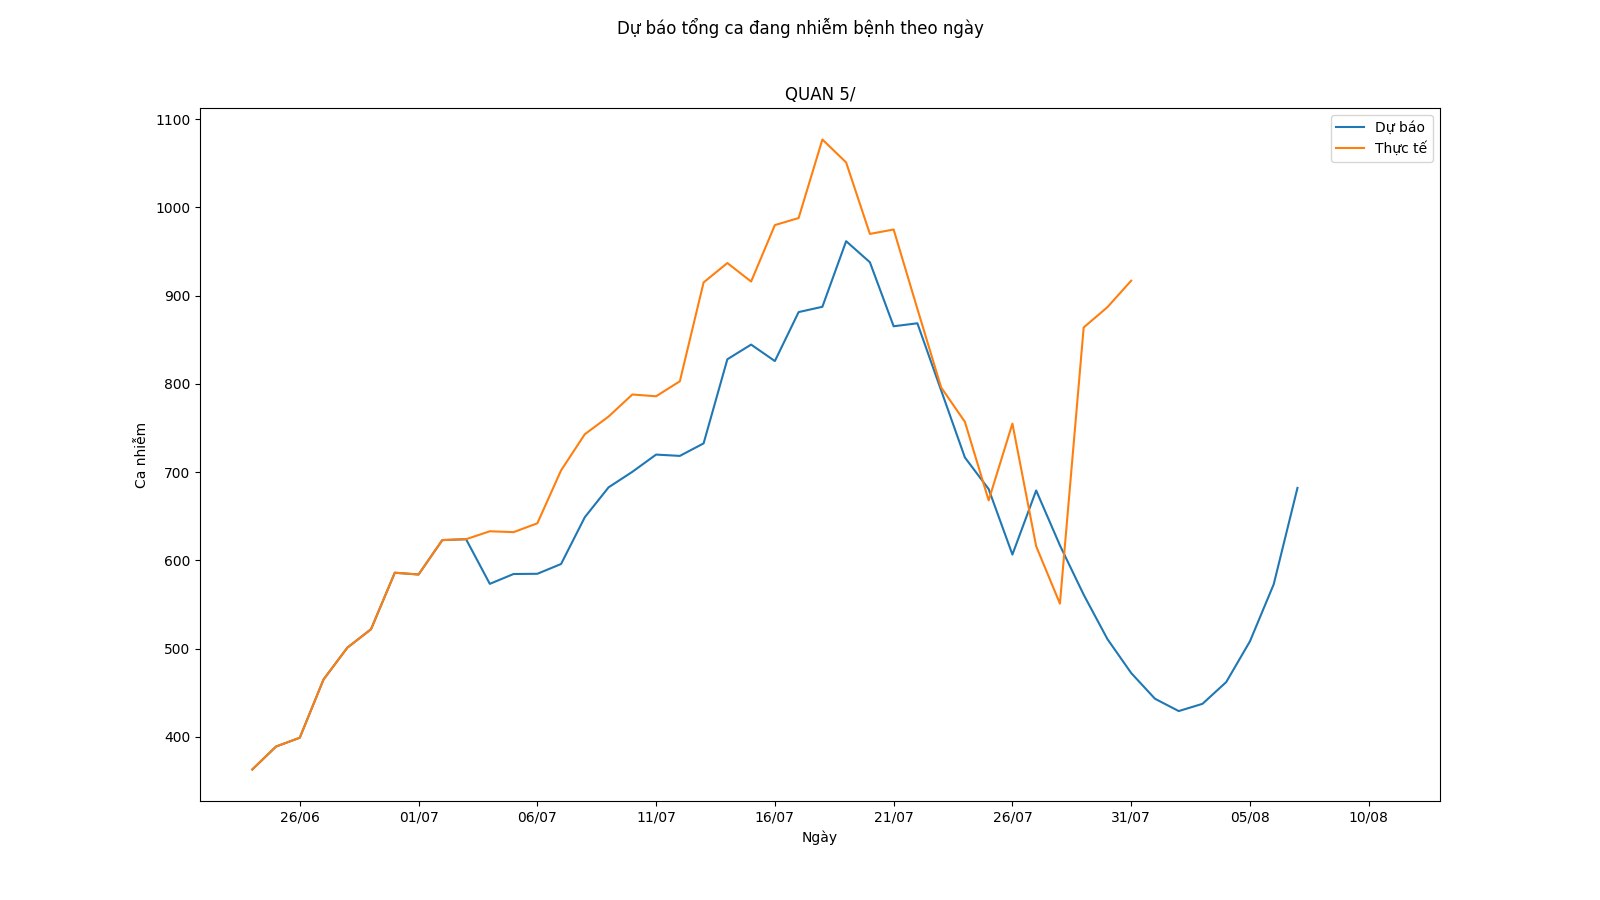 Dự báo tổng ca đang nhiễm bệnh theo ngày
QUAN 5/
Dự báo
Thực tế
1100
1000
900
800
700
600
500
400
Ca nhiễm
26/06 01/07 06/07 11/07 16/07 21/07 26/07 31/07 05/08 10/08
Ngày